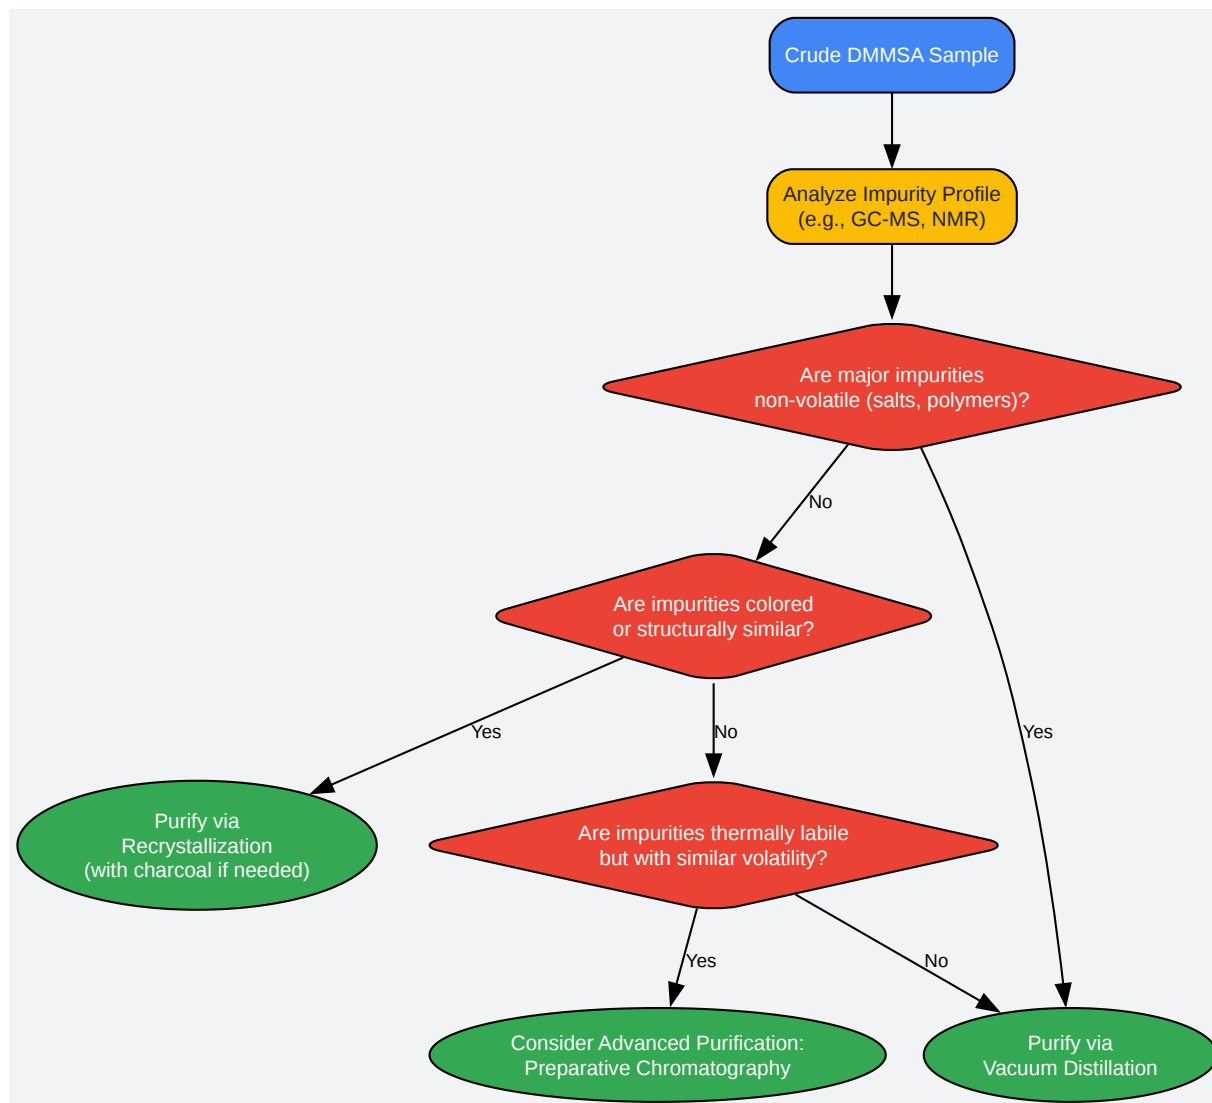 Crude DMMSA Sample
Analyze Impurity Profile
(e.g., GC-MS, NMR)
Are major impurities
non-volatile (salts, polymers)?
No
Are impurities colored
or structurally similar?
Yes
No
Yes
Purify via
Recrystallization
(with charcoal if needed)
Are impurities thermally labile
but with similar volatility?
Yes
No
Consider Advanced Purification:
Preparative Chromatography
Purify via
Vacuum Distillation